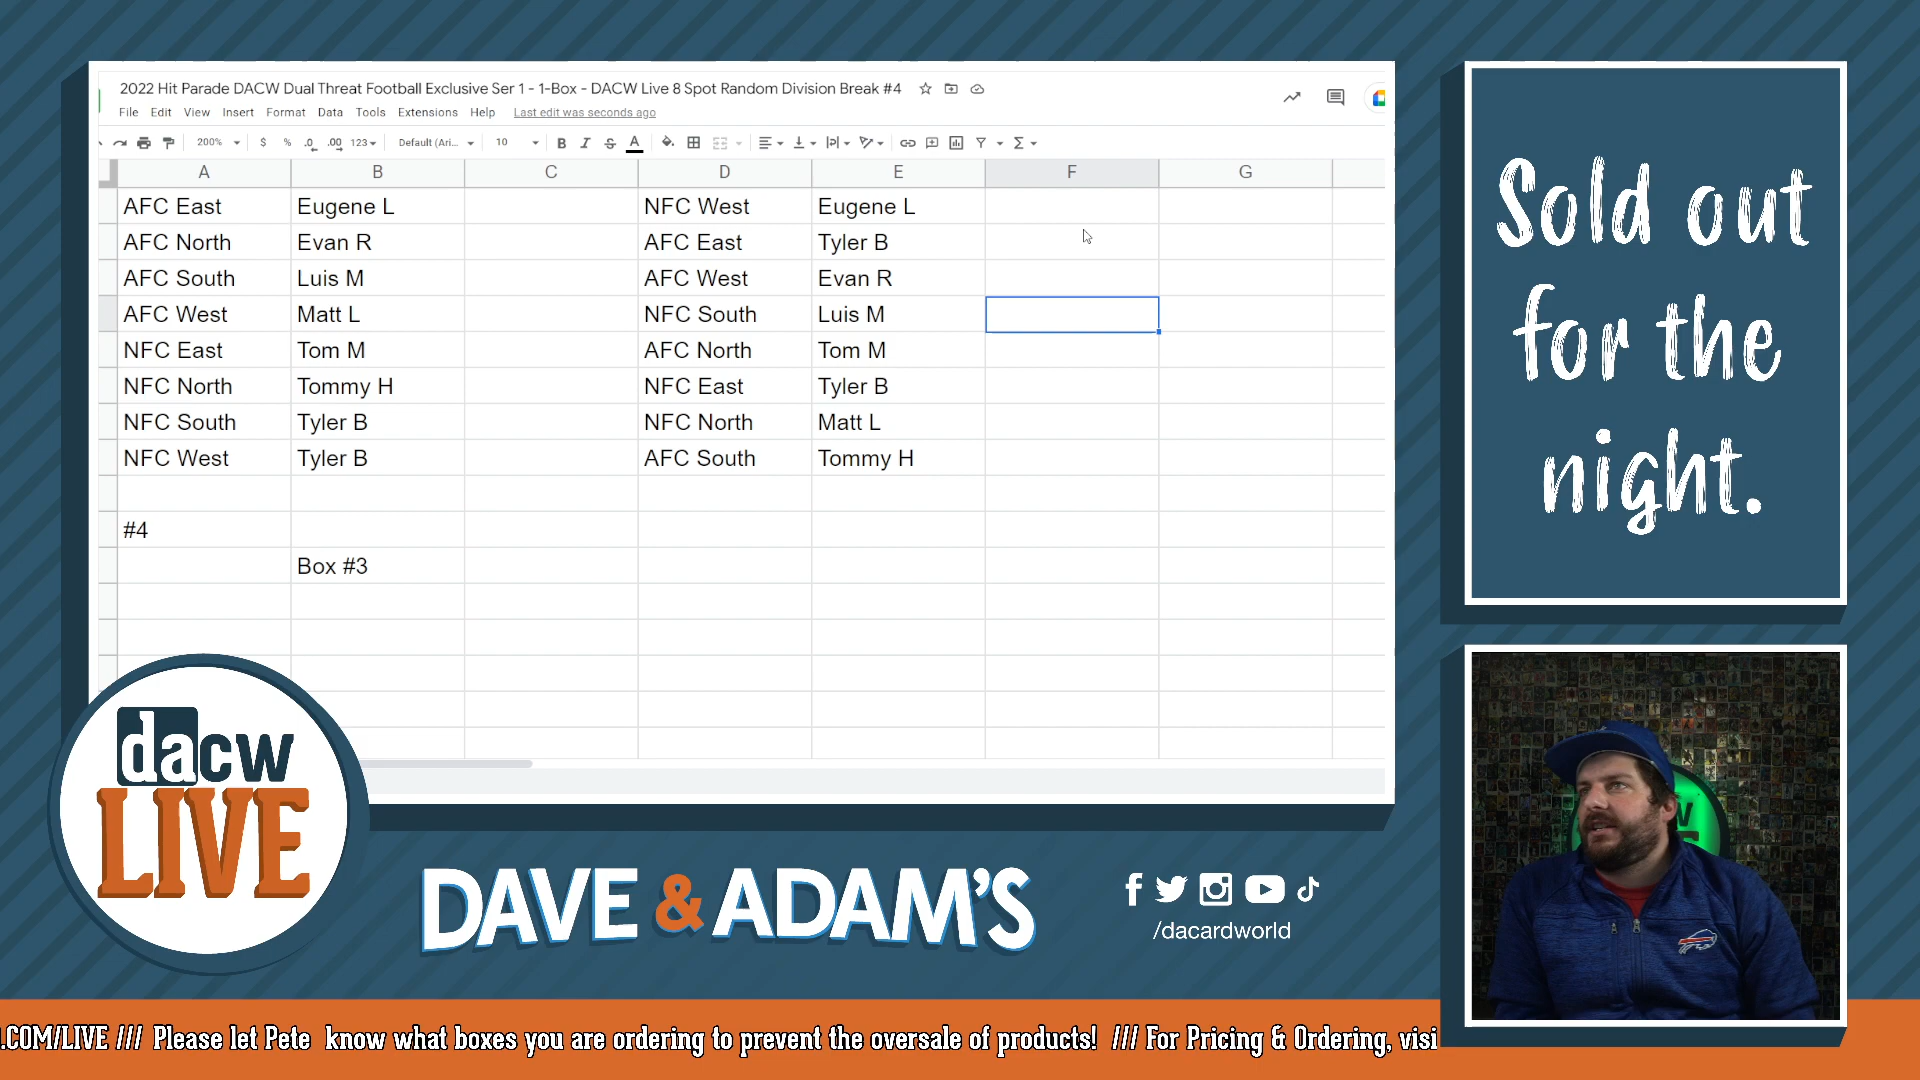 2022 Hit Parade DACW Dual Threat Football Exclusive Ser 1 - 1-Box - DACW Live 8 Spot Random Division Break #4
File Edit View Insert Format Data Tools Extensions Help Last edit was seconds ago
200% $ % .0 .00 123 Default (Ari... 10 B I S A
A B C D E F G
AFC East Eugene L NFC West Eugene L
AFC North Evan R AFC East Tyler B
AFC South Luis M AFC West Evan R
AFC West Matt L NFC South Luis M
NFC East Tom M AFC North Tom M
NFC North Tommy H NFC East Tyler B
NFC South Tyler B NFC North Matt L
NFC West Tyler B AFC South Tommy H
#4
Box #3
Sold out
for the
night.
dacw
LIVE
DAVE & ADAM'S
/dacardworld
.COM/LIVE /// Please let Pete know what boxes you are ordering to prevent the oversale of products! /// For Pricing & Ordering, visi